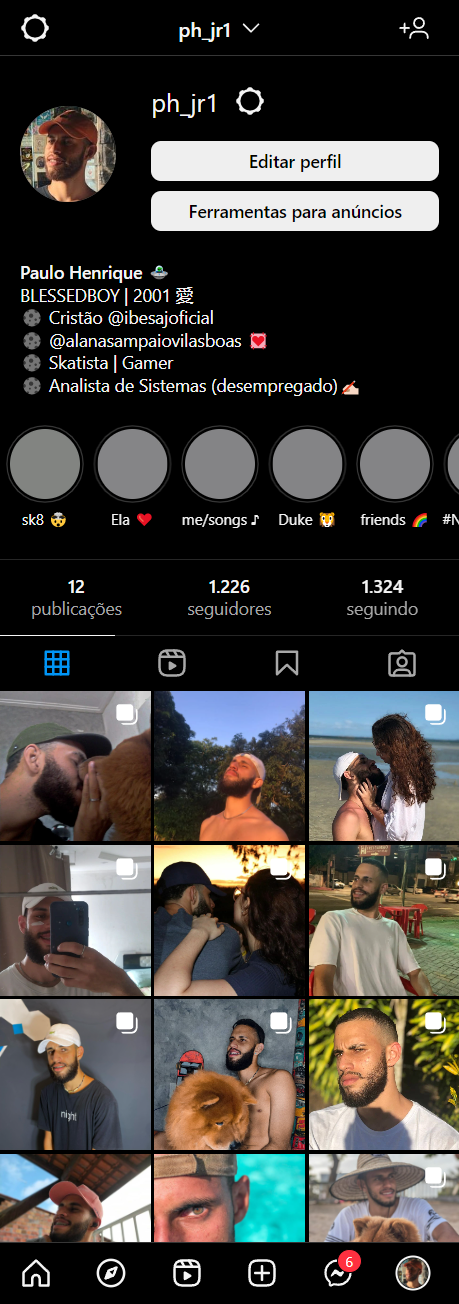 ph_jr1
ph_jr1
Editar perfil
Ferramentas para anúncios
Paulo Henrique 🛸
BLESSEDBOY | 2001 愛
Cristão @ibesajoficial
@alanasampaiovilasboas 💟
Skatista | Gamer
Analista de Sistemas (desempregado) ✍🏻
sk8 🤯 Ela ❤️ me/songs ♪ Duke 🐯 friends 🌈 #N
12 1.226 1.324
publicações seguidores seguindo
night
6